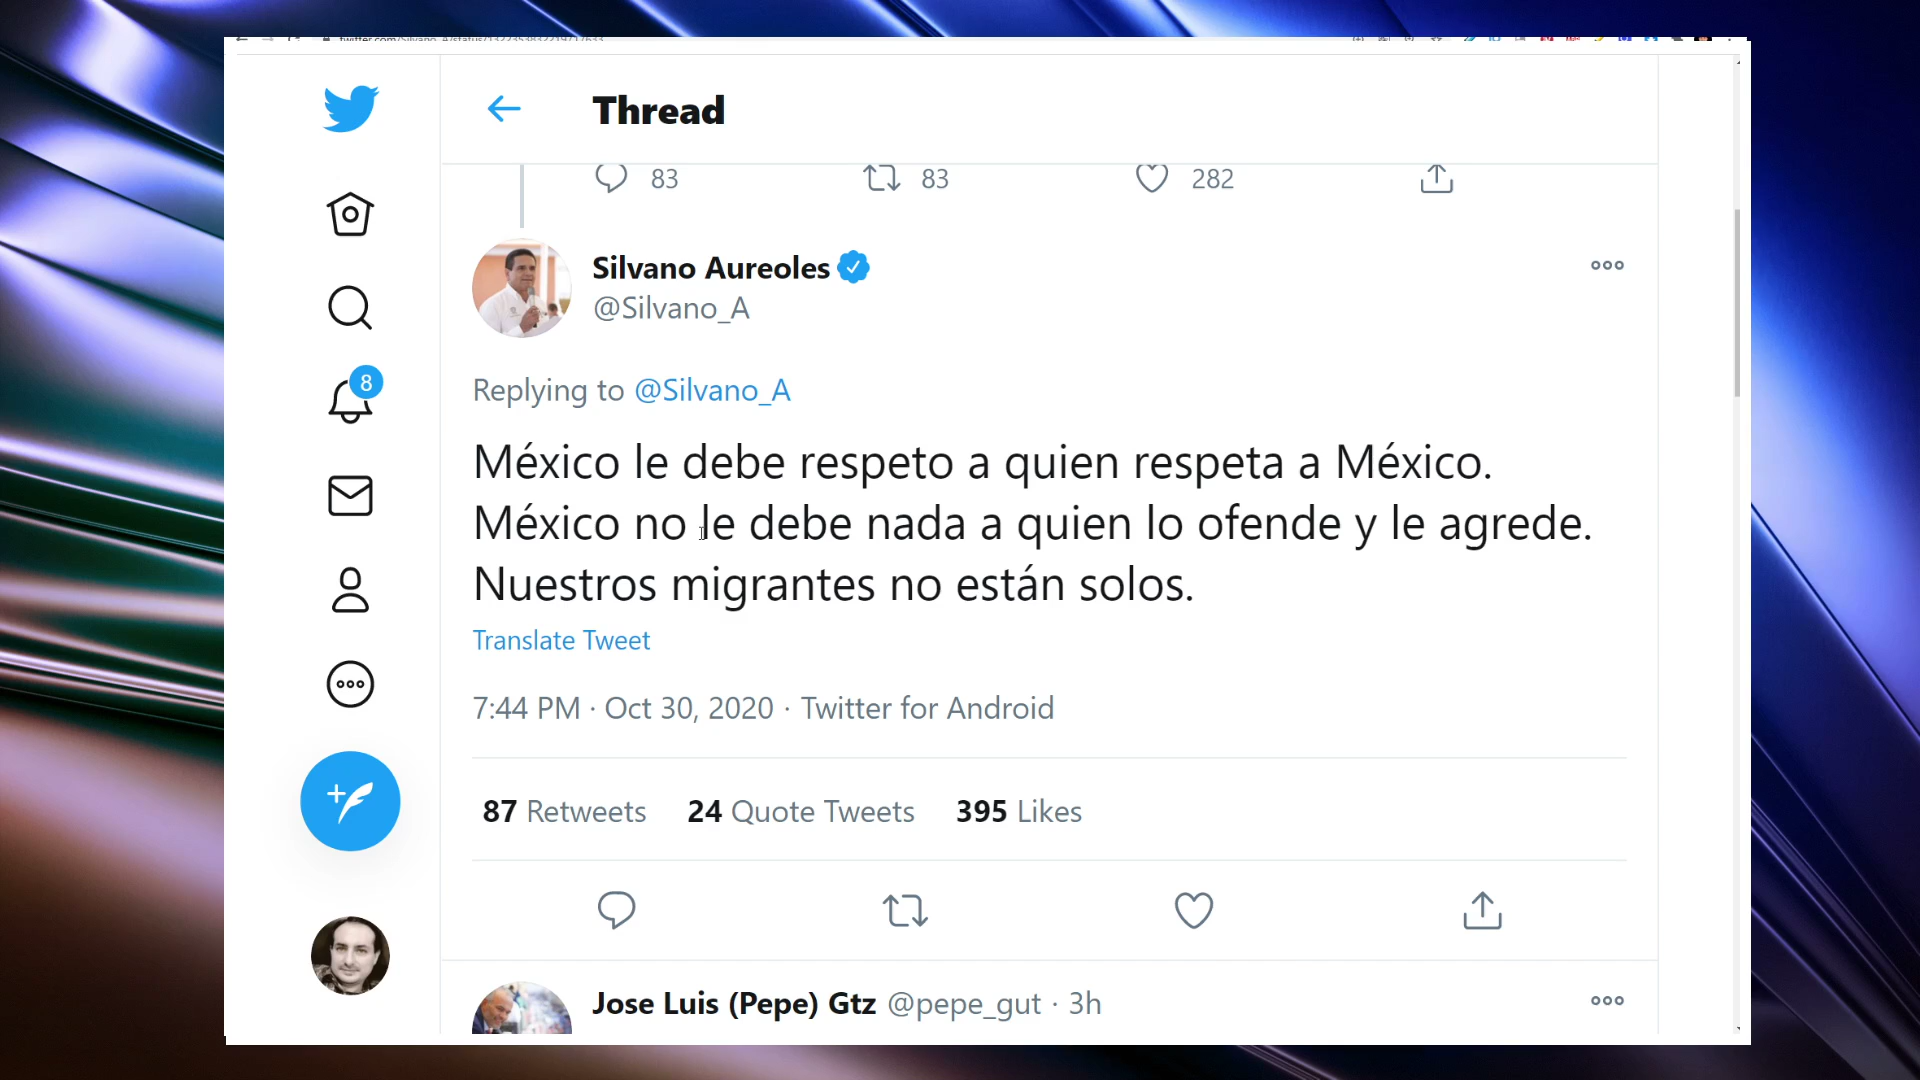 Thread
83 83 282
Silvano Aureoles
@Silvano_A
8
Replying to @Silvano_A
México le debe respeto a quien respeta a México.
México no le debe nada a quien lo ofende y le agrede.
Nuestros migrantes no están solos.
Translate Tweet
7:44 PM · Oct 30, 2020 · Twitter for Android
87 Retweets 24 Quote Tweets 395 Likes
Jose Luis (Pepe) Gtz @pepe_gut · 3h